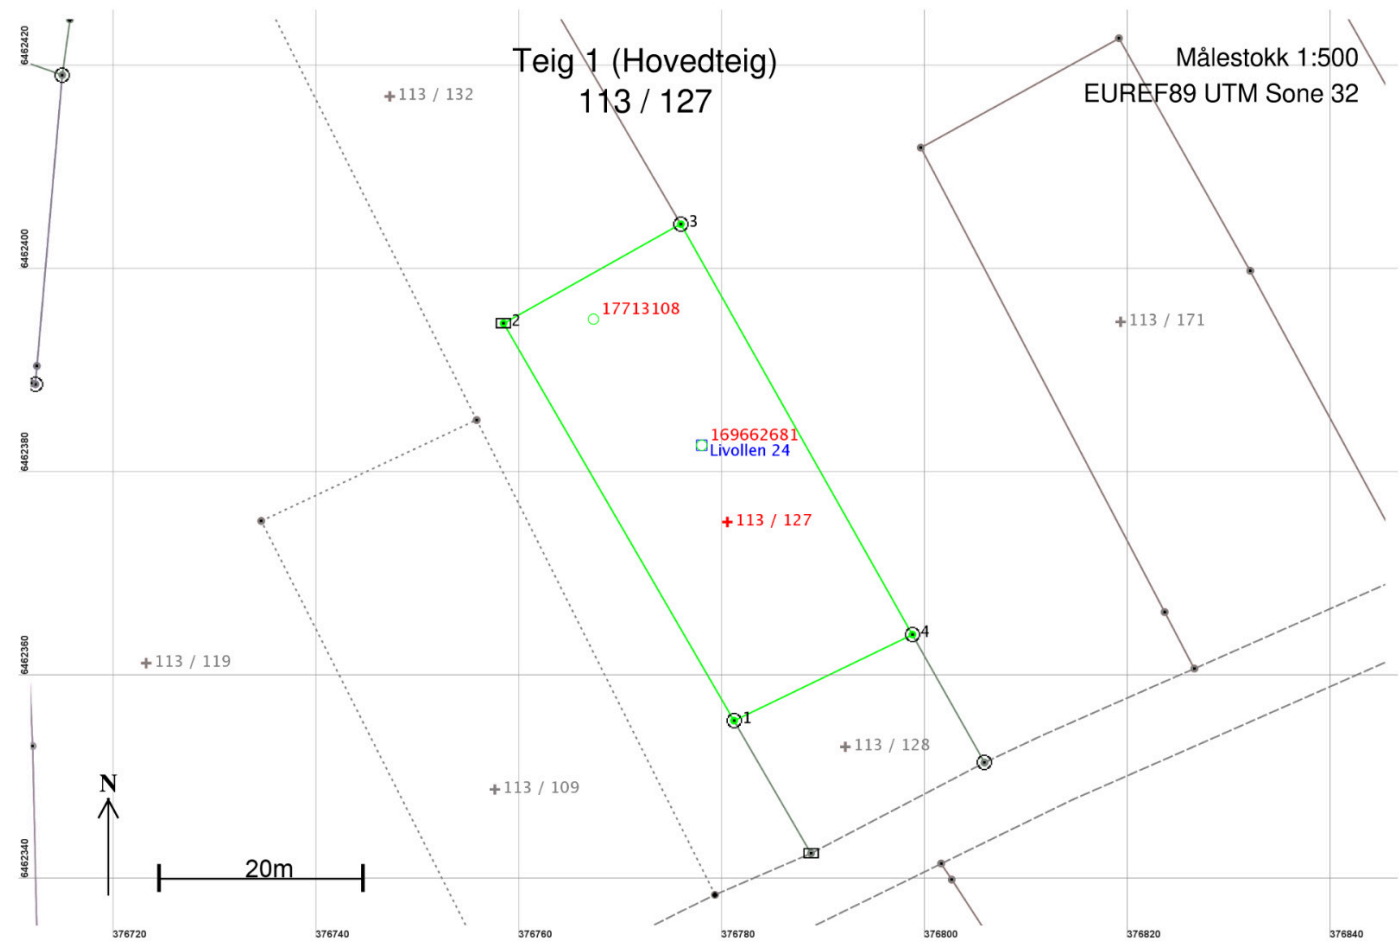 Teig 1 (Hovedteig)
113 / 127
Målestokk 1:500
EUREF89 UTM Sone 32
6462420
6462400
6462380
6462360
6462340
113 / 132
3
2
17713108
113 / 171
169662681
Livollen 24
113 / 127
4
113 / 119
1
113 / 128
113 / 109
N
20m
376720
376740
376760
376780
376800
376820
376840